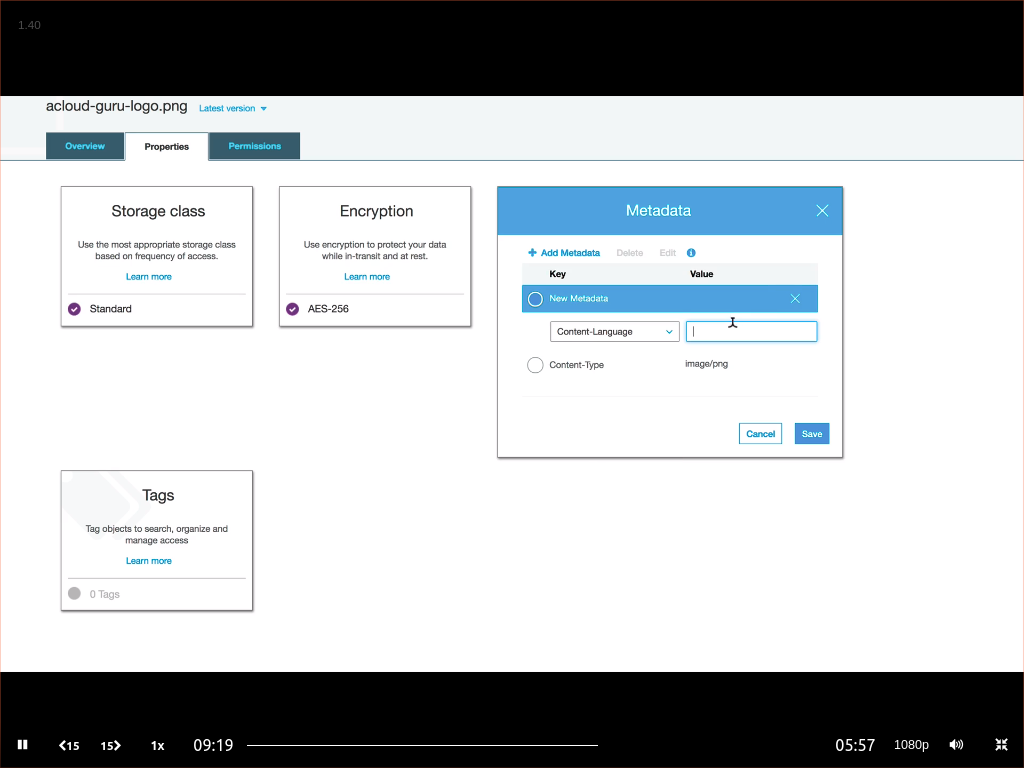 1.40
acloud-guru-logo.png Latest version
Overview Properties Permissions
Storage class
Use the most appropriate storage class
based on frequency of access.
Learn more
Standard
Encryption
Use encryption to protect your data
while in-transit and at rest.
Learn more
AES-256
Metadata
Add Metadata Delete Edit
Key Value
New Metadata
Content-Language
Content-Type image/png
Cancel Save
Tags
Tag objects to search, organize and
manage access
Learn more
0 Tags
15 15 1x 09:19 05:57 1080p